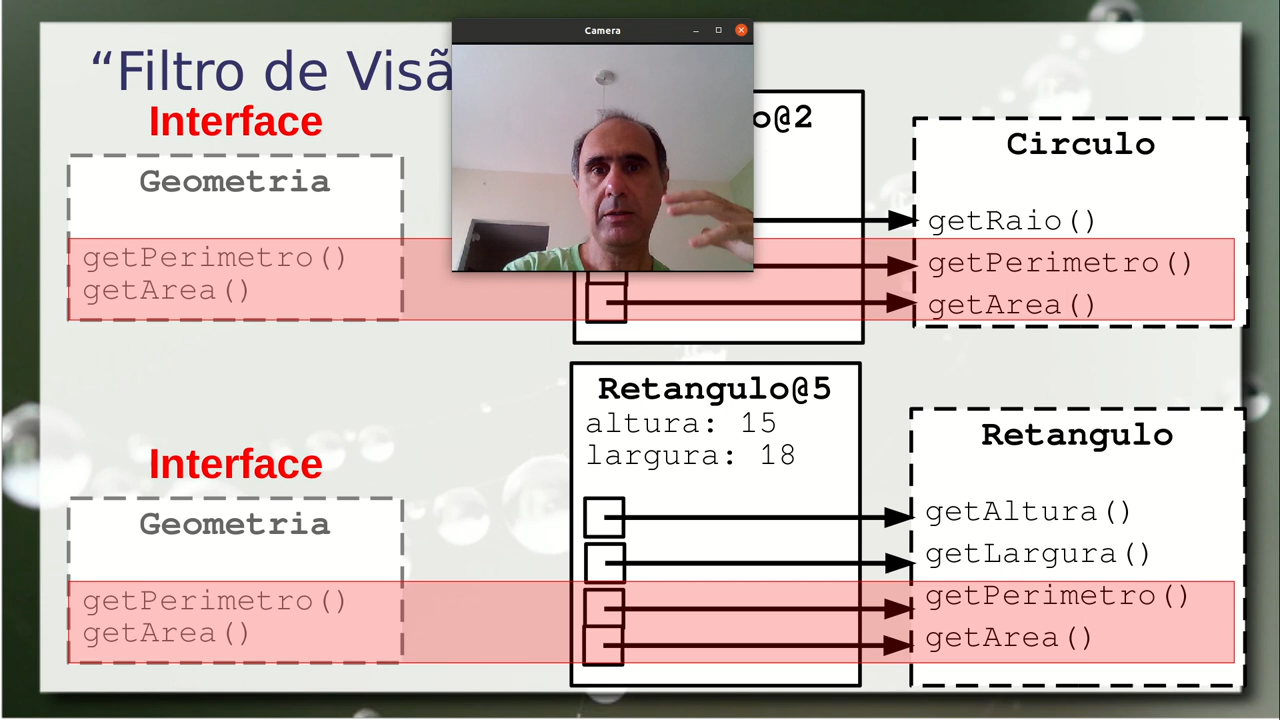 Camera
“Filtro de Visã
Interface
Geometria
getPerimetro()
getArea()
o@2
Circulo
getRaio()
getPerimetro()
getArea()
Interface
Geometria
getPerimetro()
getArea()
Retangulo@5
altura: 15
largura: 18
Retangulo
getAltura()
getLargura()
getPerimetro()
getArea()